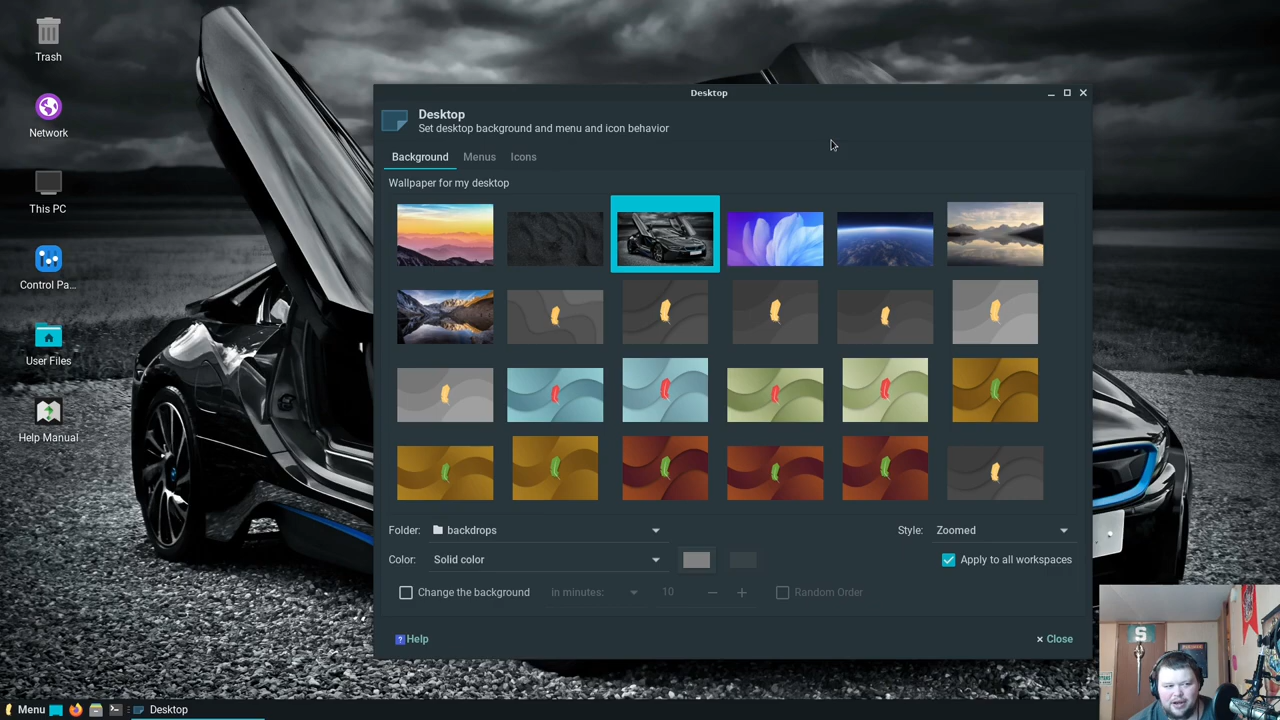 Trash
Network
This PC
Control Pa...
User Files
Help Manual
Desktop
Desktop
Set desktop background and menu and icon behavior
Background Menus Icons
Wallpaper for my desktop
Folder: backdrops
Style: Zoomed
Color: Solid color
Apply to all workspaces
Change the background in minutes: 10 Random Order
? Help
× Close
S
Menu
Desktop